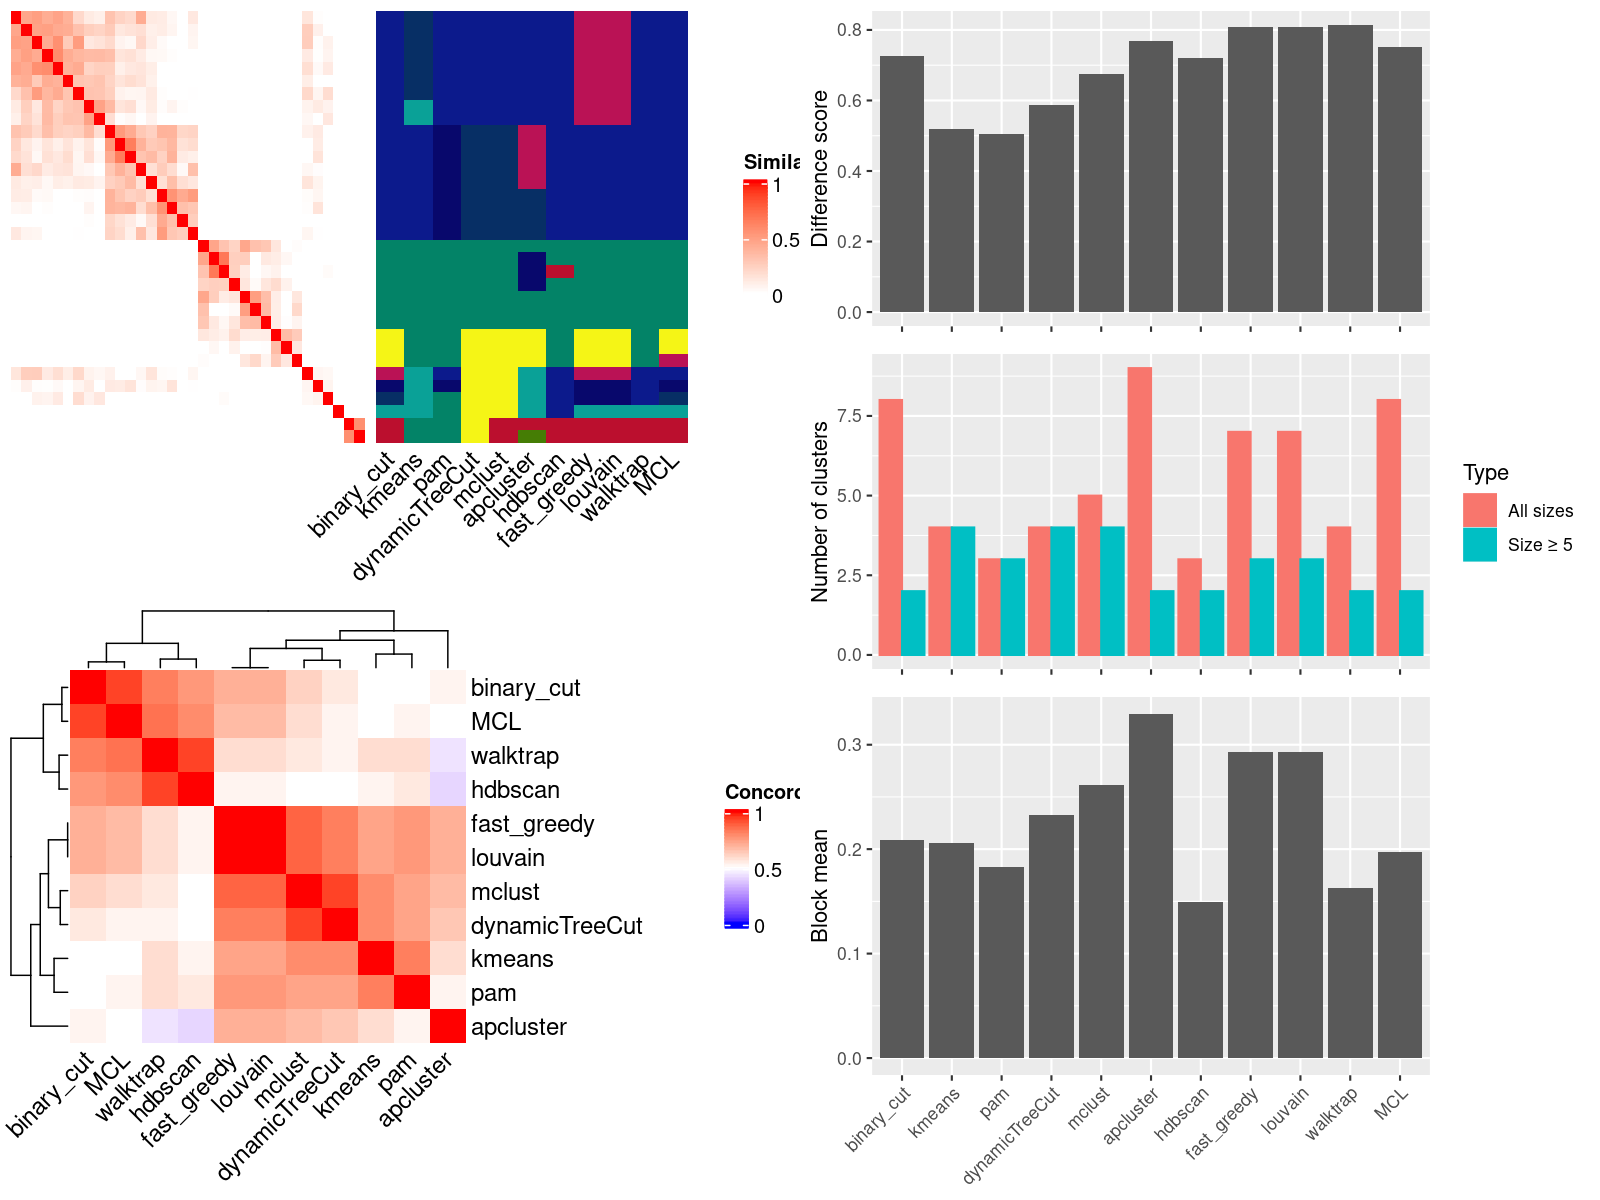 Simila
1
0.5
0
binary_cut
kmeans
pam
dynamicTreeCut
mclust
apcluster
hdbscan
fast_greedy
louvain
walktrap
MCL
binary_cut
MCL
walktrap
hdbscan
fast_greedy
louvain
mclust
dynamicTreeCut
kmeans
pam
apcluster
binary_cut
MCL
walktrap
hdbscan
fast_greedy
louvain
mclust
dynamicTreeCut
kmeans
pam
apcluster
Concord
1
0.5
0
Difference score
0.8
0.6
0.4
0.2
0.0
Number of clusters
7.5
5.0
2.5
0.0
Type
All sizes
Size ≥ 5
Block mean
0.3
0.2
0.1
0.0
binary_cut
kmeans
pam
dynamicTreeCut
mclust
apcluster
hdbscan
fast_greedy
louvain
walktrap
MCL